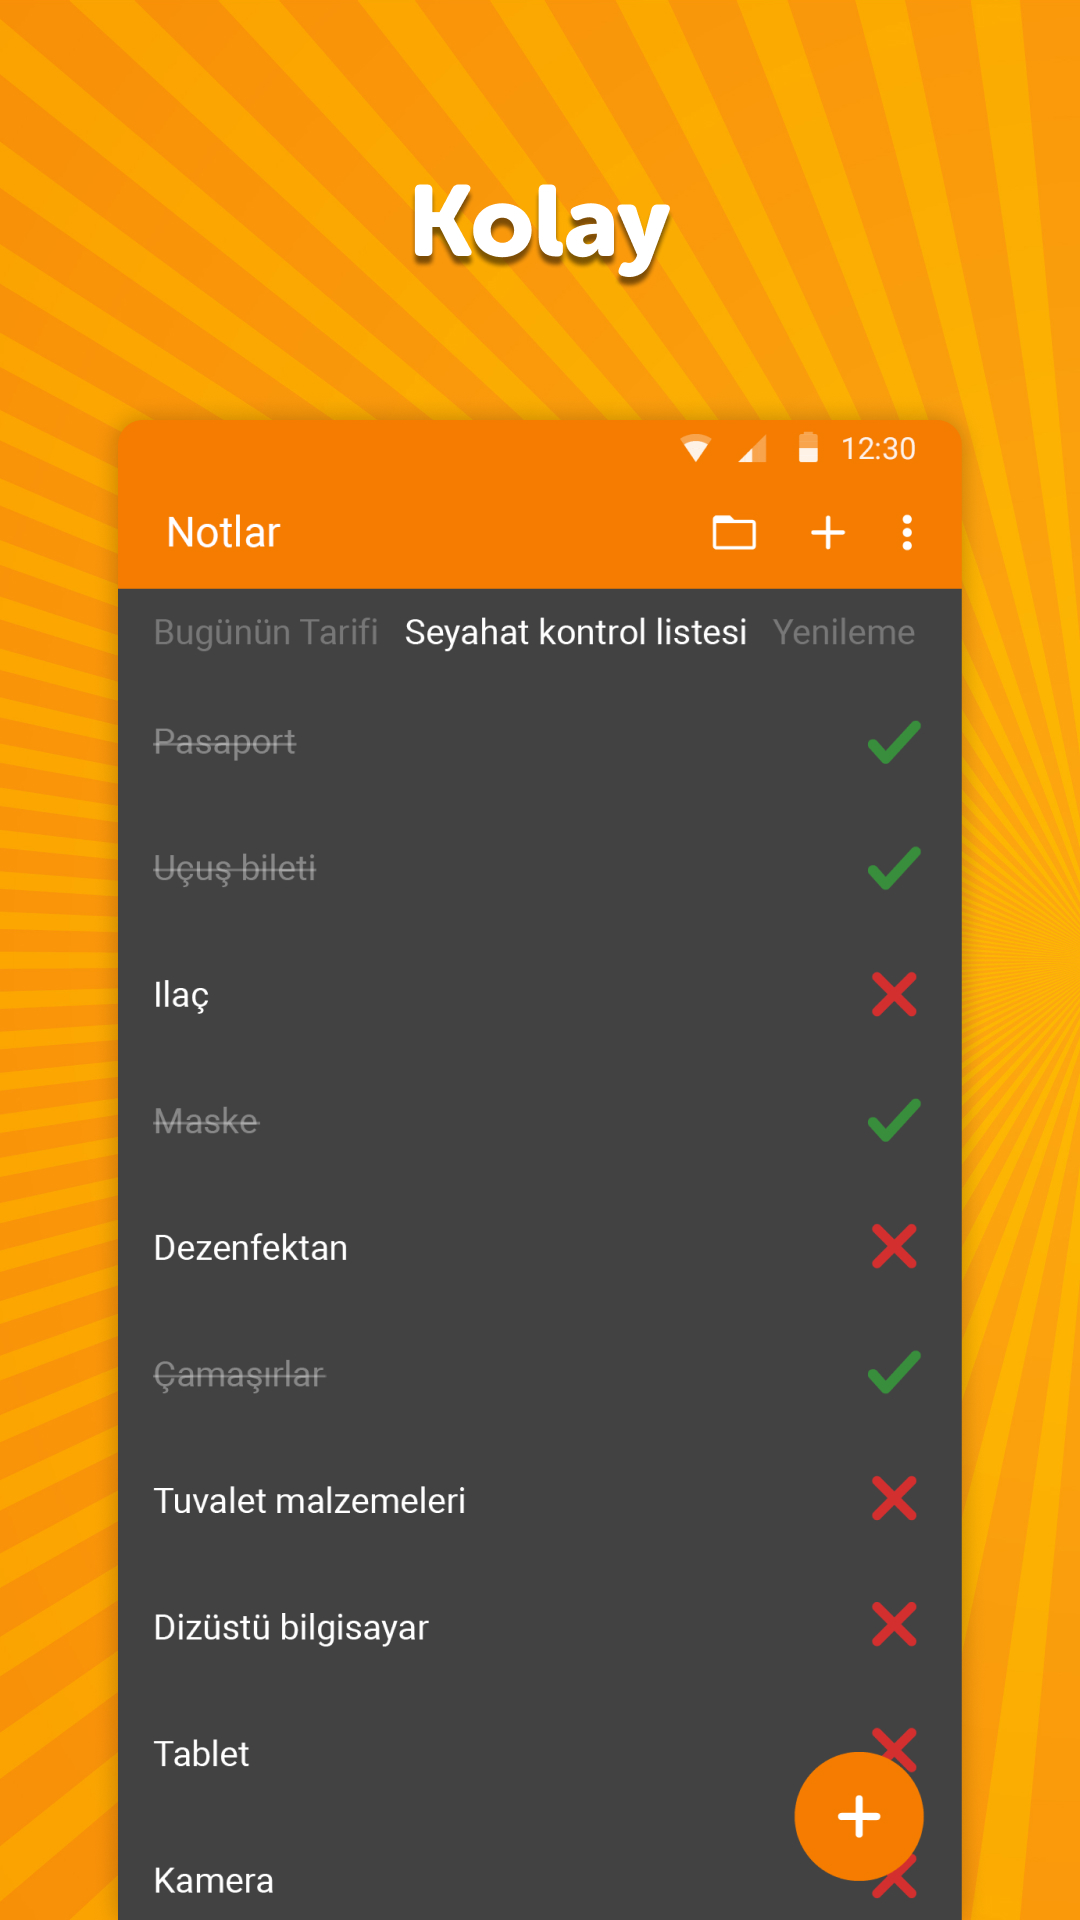 Kolay
12:30
Notlar
Bugünün Tarifi Seyahat kontrol listesi Yenileme
Pasaport
Uçuş bileti
Ilaç
Maske
Dezenfektan
Çamaşırlar
Tuvalet malzemeleri
Dizüstü bilgisayar
Tablet
Kamera